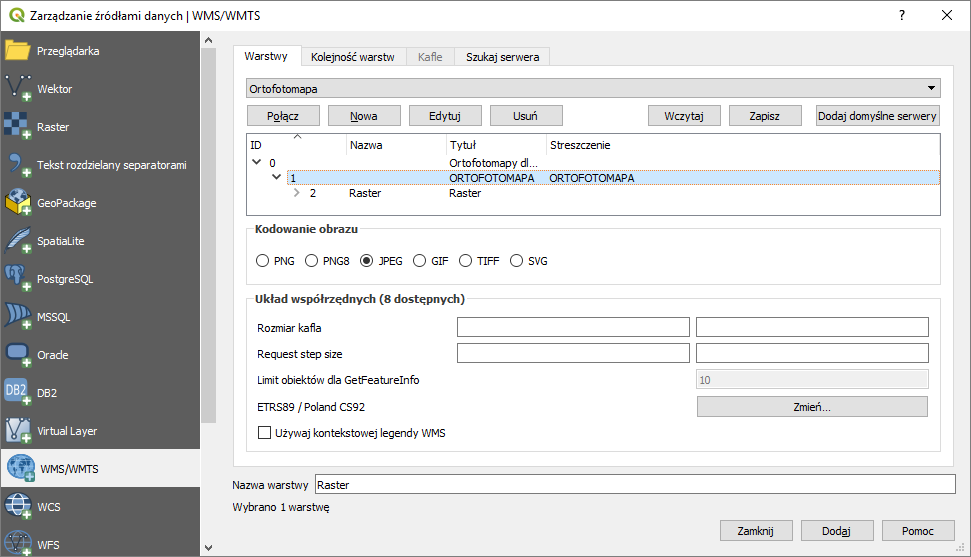 Zarządzanie źródłami danych | WMS/WMTS
Przeglądarka
Wektor
Raster
Tekst rozdzielany separatorami
GeoPackage
SpatiaLite
PostgreSQL
MSSQL
Oracle
DB2 DB2
Virtual Layer
WMS/WMTS
WCS
WFS
Warstwy Kolejność warstw Kafle Szukaj serwera
Ortofotomapa
Połącz Nowa Edytuj Usuń Wczytaj Zapisz Dodaj domyślne serwery
ID Nazwa Tytuł Streszczenie
0 Ortofotomapy dl...
1 ORTOFOTOMAPA ORTOFOTOMAPA
2 Raster Raster
Kodowanie obrazu
PNG PNG8 JPEG GIF TIFF SVG
Układ współrzędnych (8 dostępnych)
Rozmiar kafla
Request step size
Limit obiektów dla GetFeatureInfo 10
ETRS89 / Poland CS92 Zmień...
Używaj kontekstowej legendy WMS
Nazwa warstwy Raster
Wybrano 1 warstwę
Zamknij Dodaj Pomoc